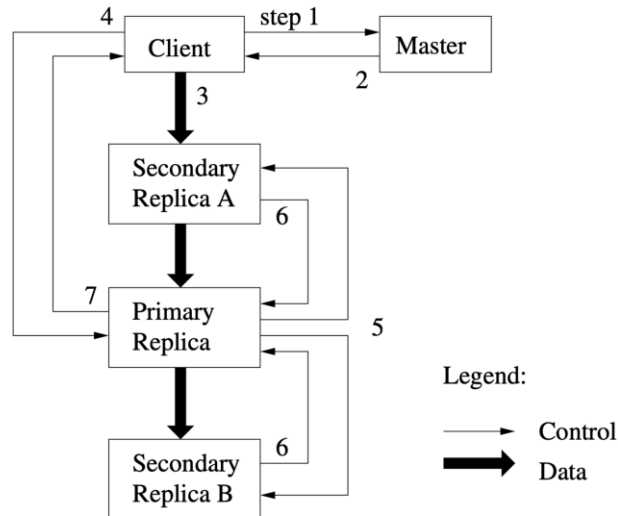 4
step 1
Client
Master
2
3
Secondary
Replica A
6
7
Primary
Replica
5
Legend:
Control
Data
6
Secondary
Replica B